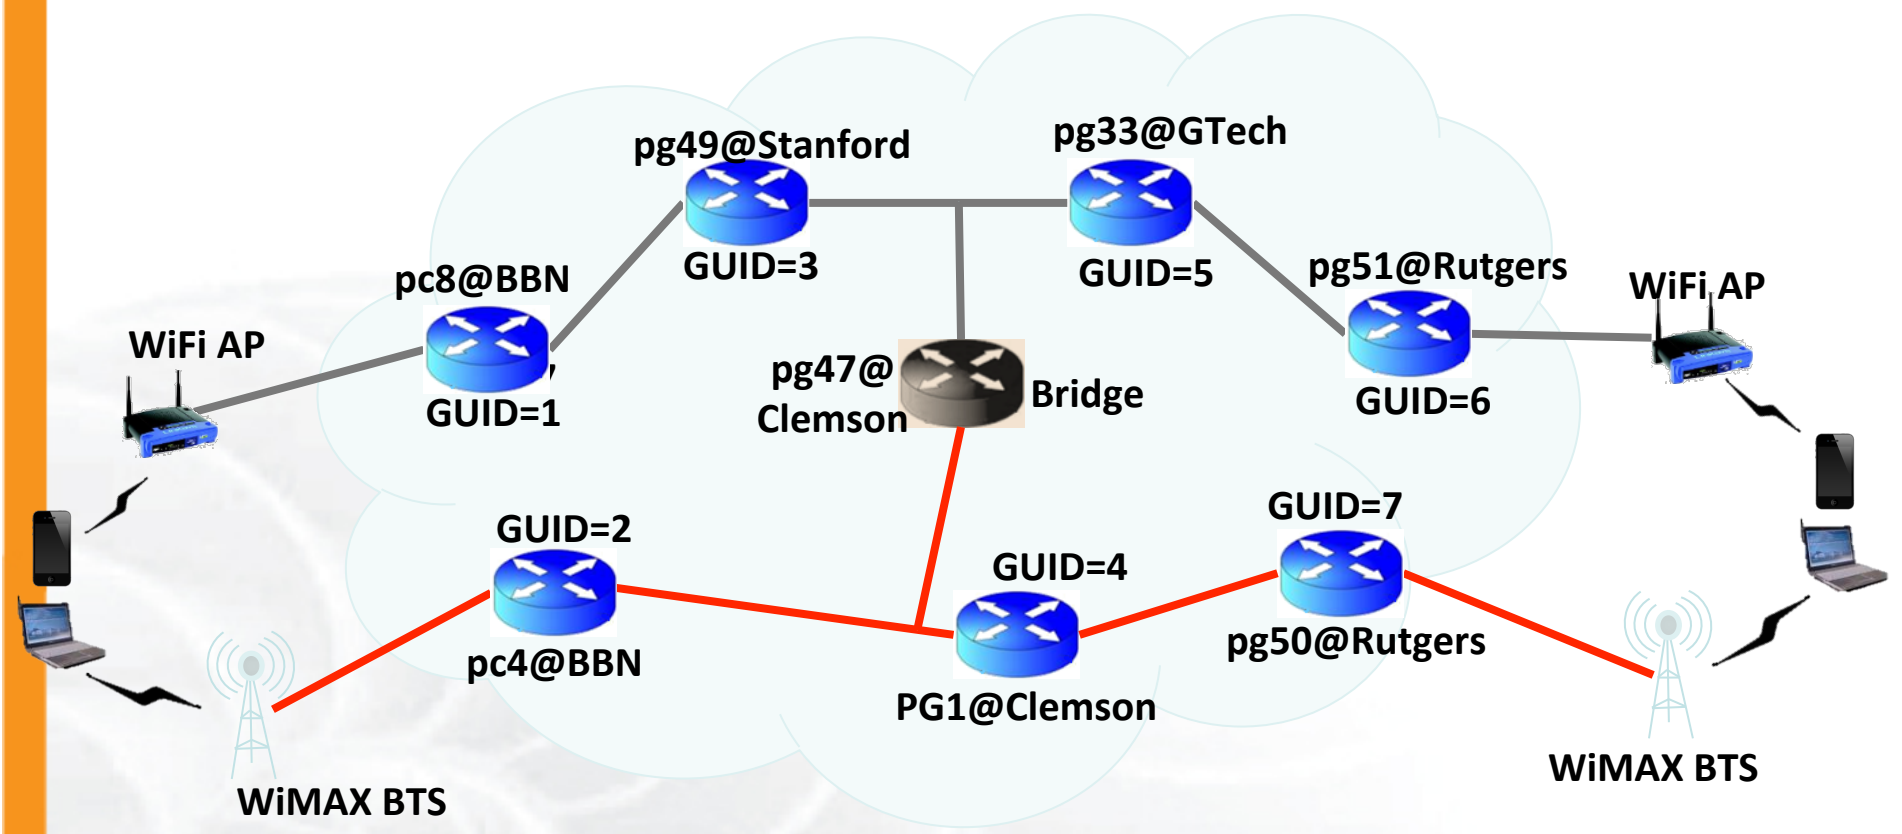 pg49@Stanford
pg33@GTech
GUID=3
GUID=5
pc8@BBN
pg51@Rutgers
WiFi AP
WiFi AP
GUID=1
pg47@
Clemson
Bridge
GUID=6
GUID=2
GUID=7
GUID=4
pc4@BBN
pg50@Rutgers
PG1@Clemson
WiMAX BTS
WiMAX BTS